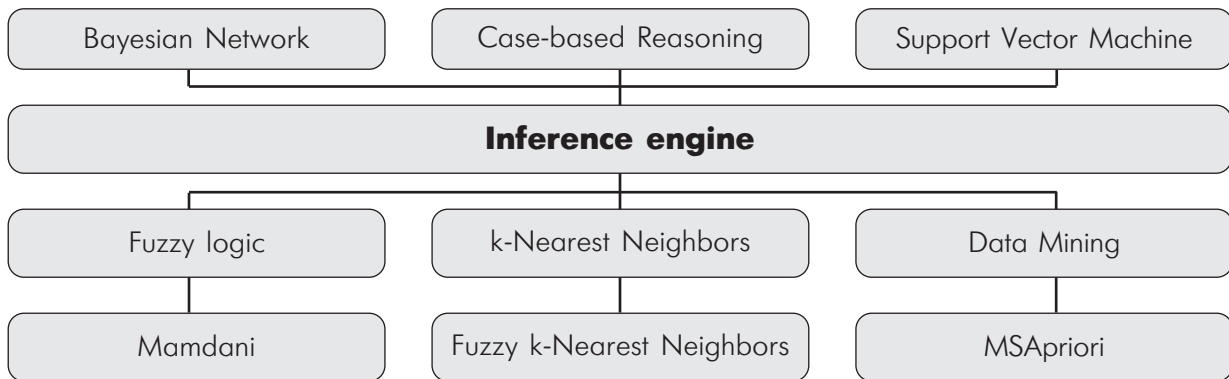 Bayesian Network
Case-based Reasoning
Support Vector Machine
Inference engine
Fuzzy logic
k-Nearest Neighbors
Data Mining
Mamdani
Fuzzy k-Nearest Neighbors
MSApriori